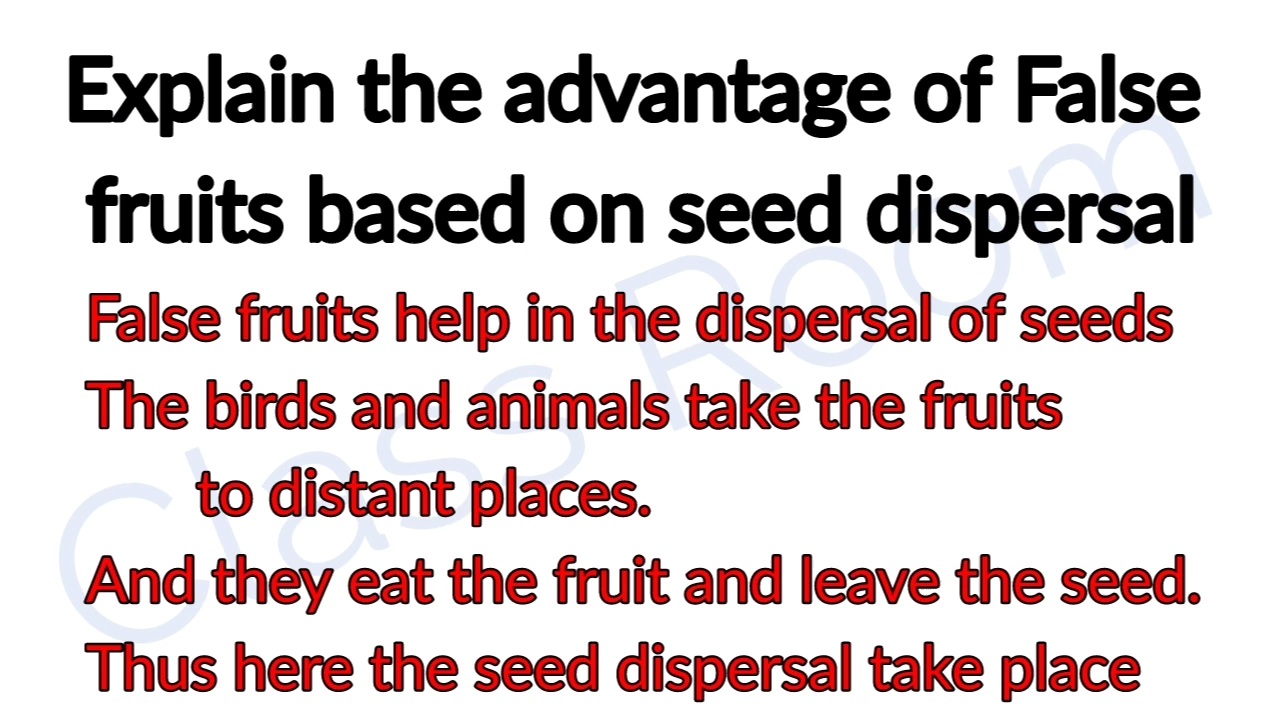 Explain the advantage of False
fruits based on seed dispersal
False fruits help in the dispersal of seeds
The birds and animals take the fruits
to distant places.
And they eat the fruit and leave the seed.
Thus here the seed dispersal take place
Class Room